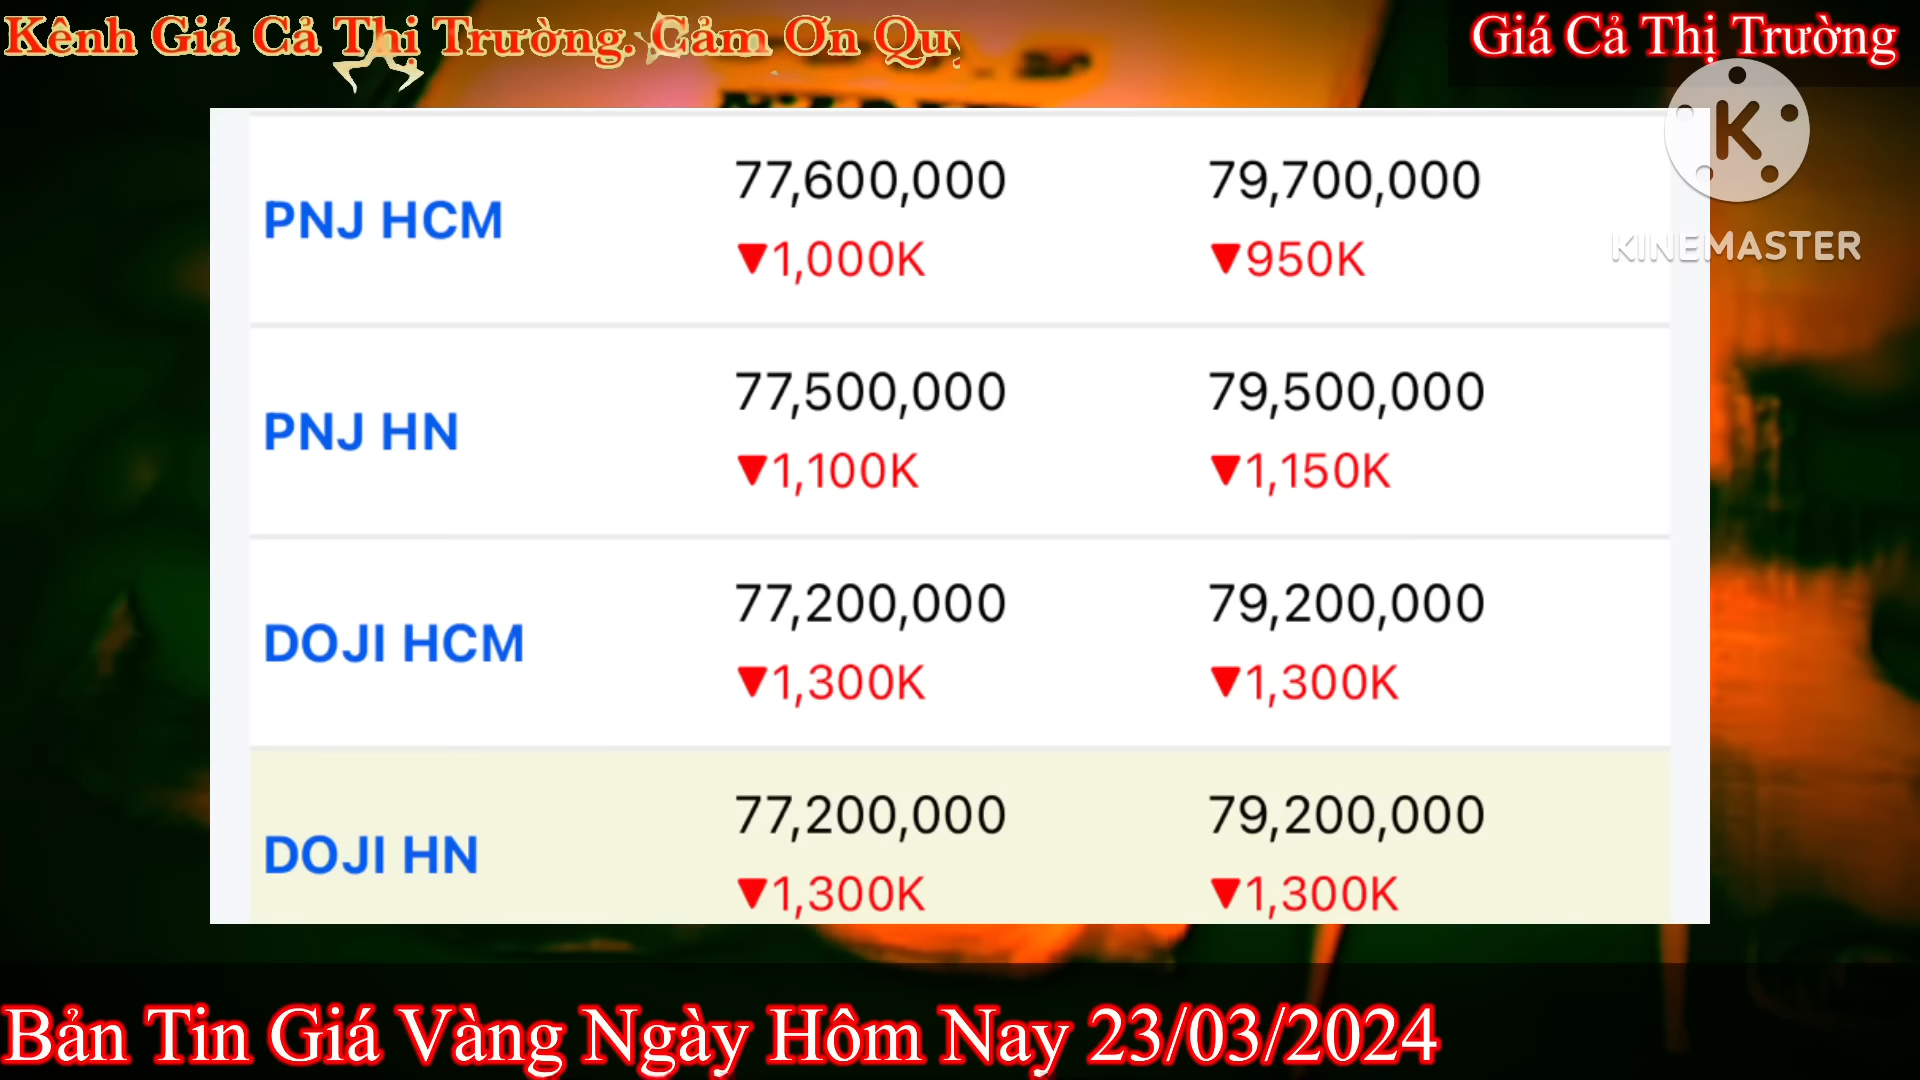 Kênh Giá Cả Thị Trường. Cảm Ơn Quý
Giá Cả Thị Trường
K
KINEMASTER
77,600,000 79,700,000
PNJ HCM
▼1,000K ▼950K
77,500,000 79,500,000
PNJ HN
▼1,100K ▼1,150K
77,200,000 79,200,000
DOJI HCM
▼1,300K ▼1,300K
77,200,000 79,200,000
DOJI HN
▼1,300K ▼1,300K
Bản Tin Giá Vàng Ngày Hôm Nay 23/03/2024